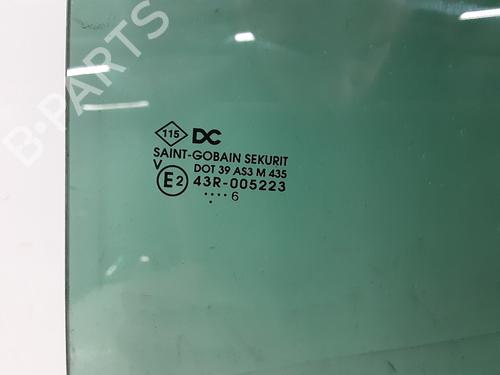 B-PARTS
115 DC
SAINT-GOBAIN SEKURIT
V DOT 39 AS3 M 435
E2 43R-005223
.... 6